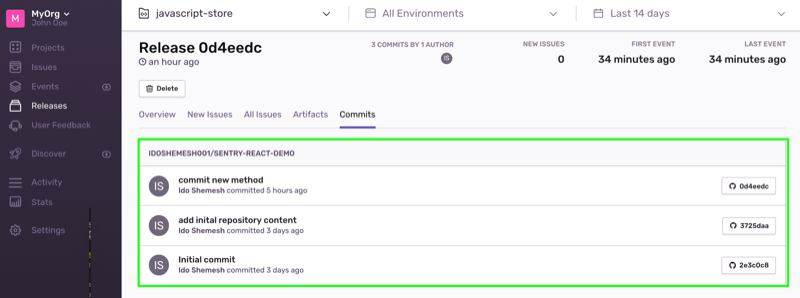 M
MyOrg
John Doe
Projects
Issues
Events
Releases
User Feedback
Discover
Activity
Stats
Settings
javascript-store
All Environments
Last 14 days
Release 0d4eedc
an hour ago
3 COMMITS BY 1 AUTHOR
IS
NEW ISSUES
0
FIRST EVENT
34 minutes ago
LAST EVENT
34 minutes ago
Delete
Overview New Issues All Issues Artifacts Commits
IDOSHEMESH001/SENTRY-REACT-DEMO
IS
commit new method
Ido Shemesh committed 5 hours ago
0d4eedc
IS
add inital repository content
Ido Shemesh committed 3 days ago
3725daa
IS
Initial commit
Ido Shemesh committed 3 days ago
2e3c0c8